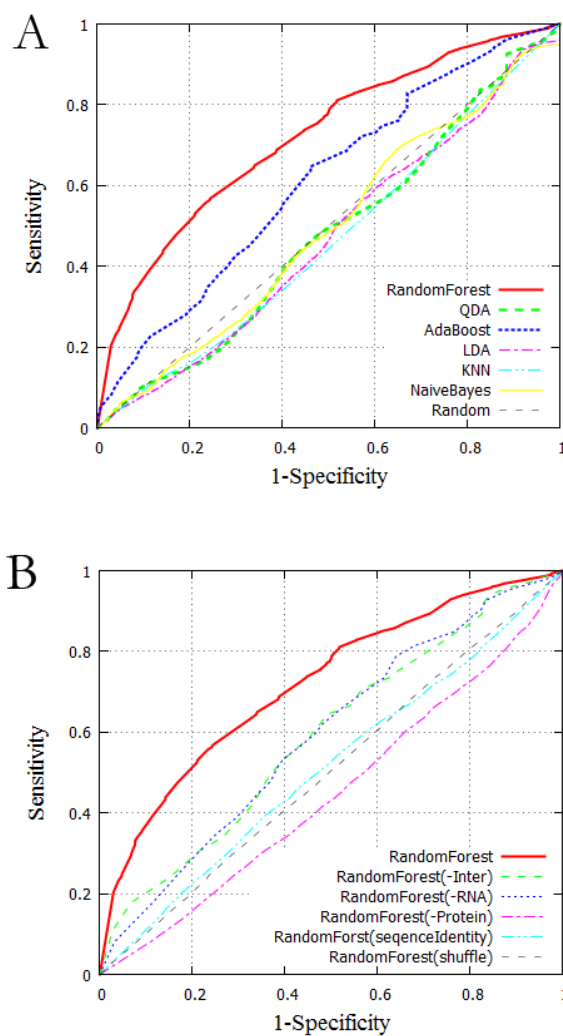 A
1
0.8
0.6
0.4
0.2
0
Sensitivity
RandomForest
QDA
AdaBoost
LDA
KNN
NaiveBayes
Random
0 0.2 0.4 0.6 0.8 1
1-Specificity
B
1
0.8
0.6
0.4
0.2
0
Sensitivity
RandomForest
RandomForest(-Inter)
RandomForest(-RNA)
RandomForest(-Protein)
RandomForst(seqenceIdentity)
RandomForest(shuffle)
0 0.2 0.4 0.6 0.8 1
1-Specificity